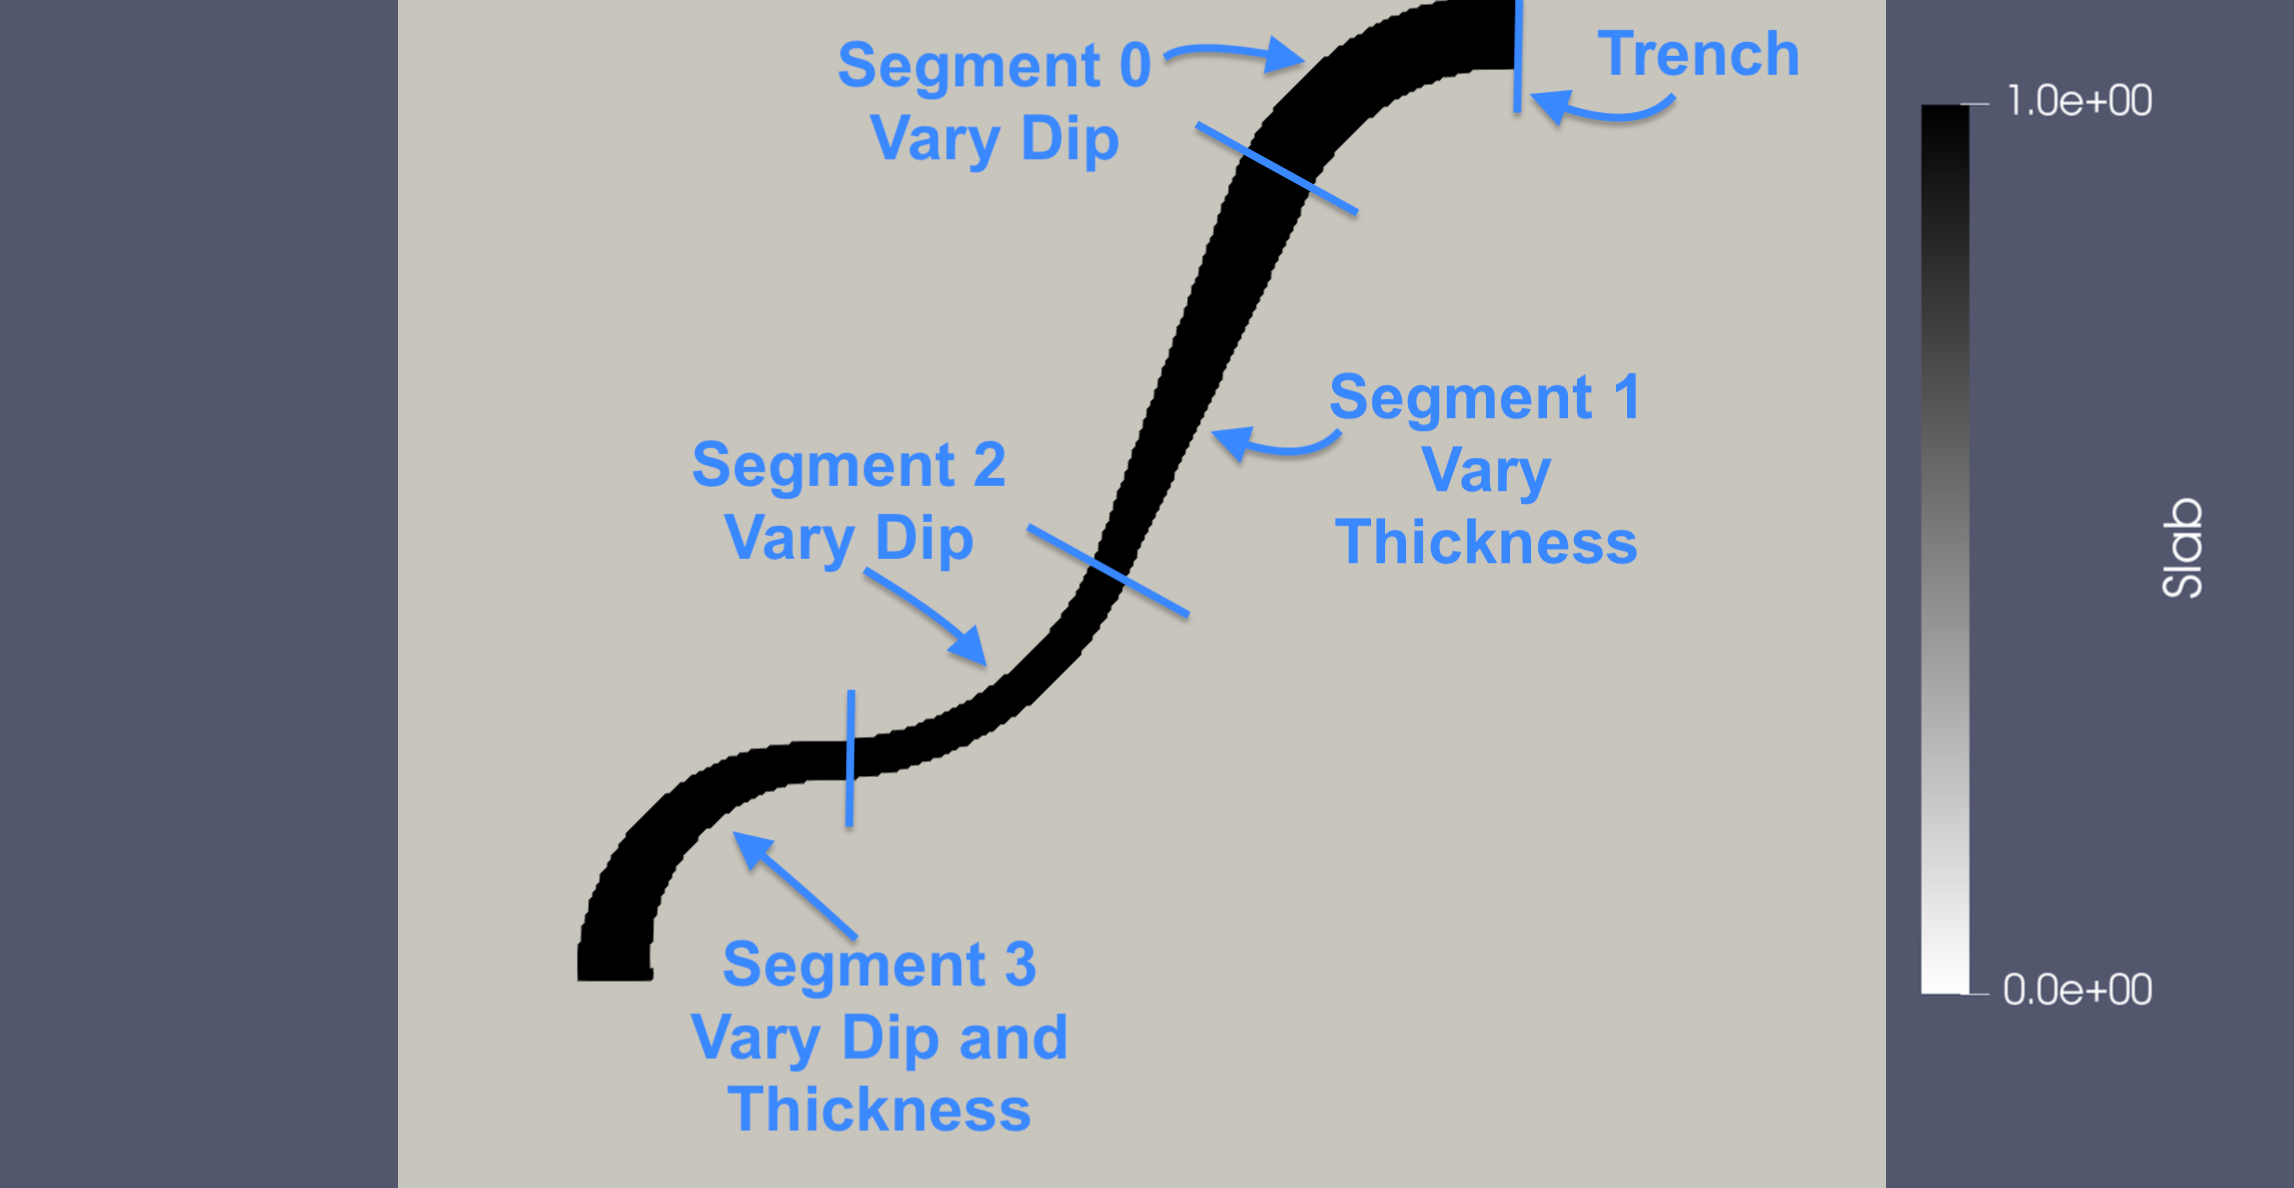 Segment 0
Vary Dip
Trench
1.0e+00
Segment 1
Vary
Thickness
Segment 2
Vary Dip
Slab
Segment 3
Vary Dip and
Thickness
0.0e+00